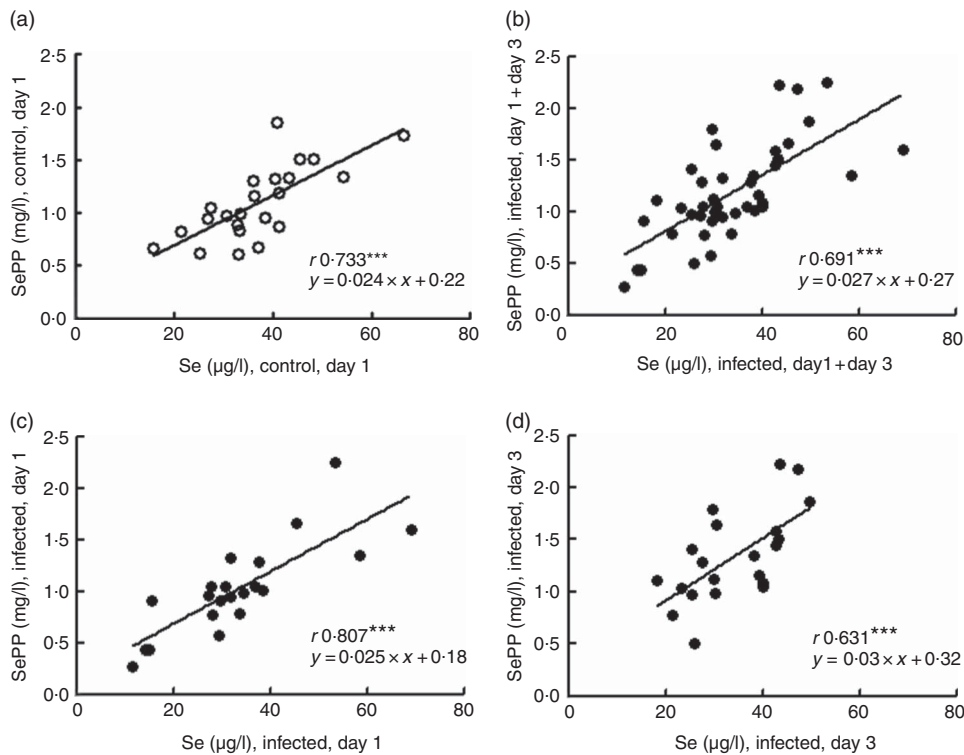 (a)
2·5
2·0
1·5
1·0
0·5
0·0
SePP (mg/l), control, day 1
r 0·733***
y=0·024 × x+0·22
0 20 40 60 80
Se (µg/l), control, day 1
(b)
2·5
2·0
1·5
1·0
0·5
0·0
SePP (mg/l), infected, day 1+day 3
r 0·691***
y=0·027 × x+0·27
0 20 40 60 80
Se (µg/l), infected, day1+day 3
(c)
2·5
2·0
1·5
1·0
0·5
0·0
SePP (mg/l), infected, day 1
r 0·807***
y=0·025 × x+0·18
0 20 40 60 80
Se (µg/l), infected, day 1
(d)
2·5
2·0
1·5
1·0
0·5
0·0
SePP (mg/l), infected, day 3
r 0·631***
y = 0·03 × x+0·32
0 20 40 60 80
Se (µg/l), infected, day 3